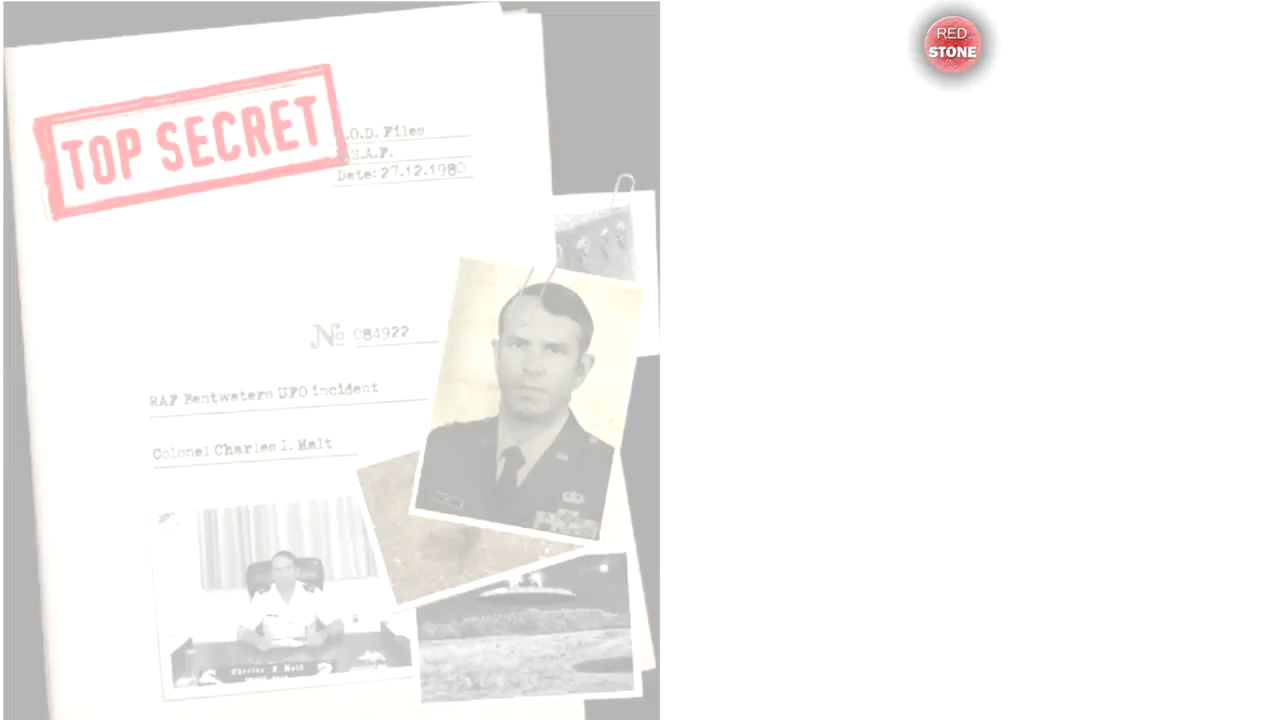 RED
STONE
TOP SECRET
.O.D. Files
S.A.F.
Date: 27.12.1980
No 084922
RAF Bentwaters UFO incident
Colonel Charles I. Halt